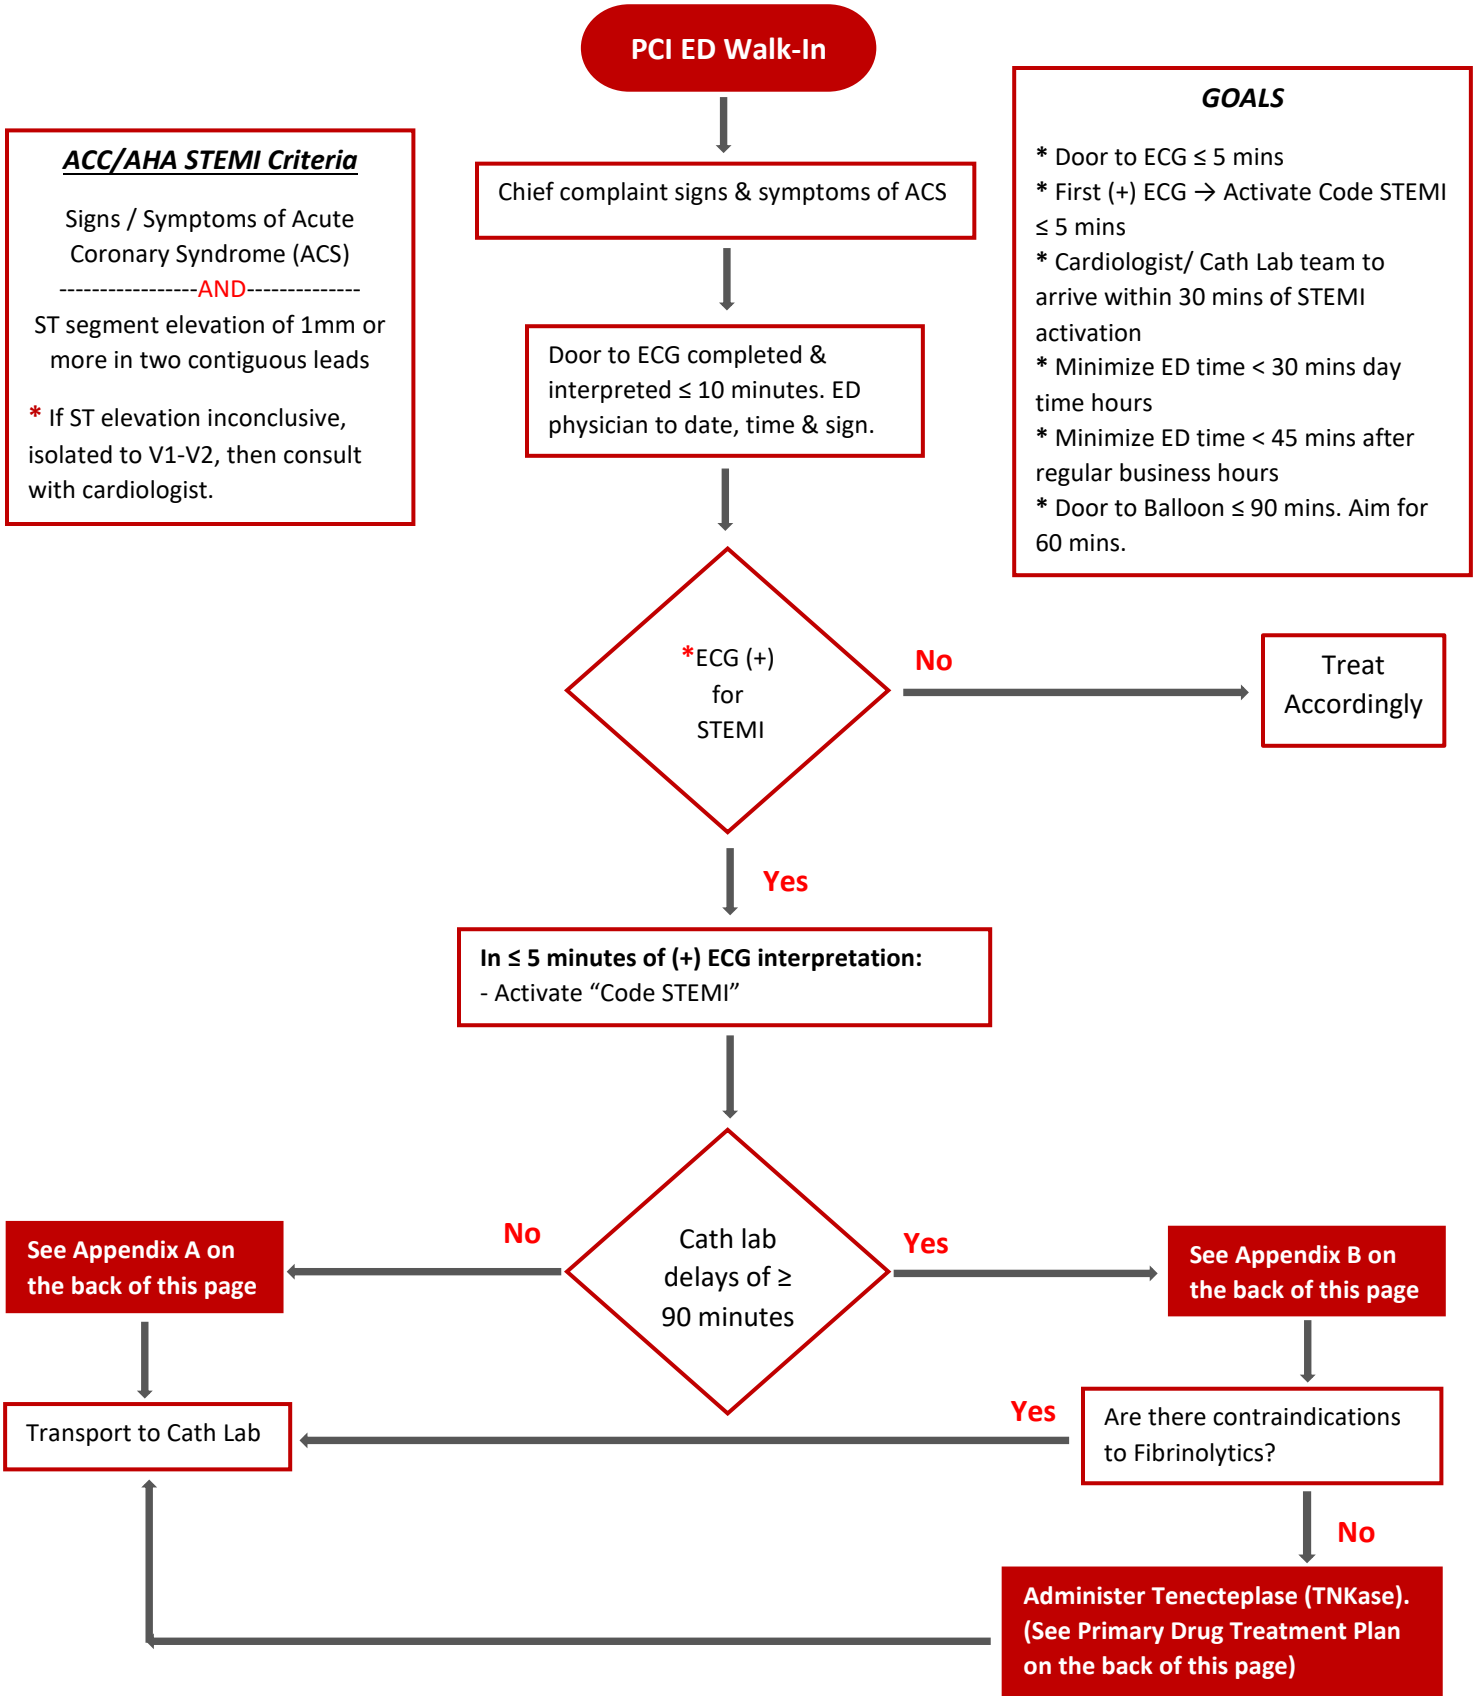 PCI ED Walk-In
ACC/AHA STEMI Criteria
Signs / Symptoms of Acute
Coronary Syndrome (ACS)
-----------------AND--------------
ST segment elevation of 1mm or
more in two contiguous leads
* If ST elevation inconclusive,
isolated to V1-V2, then consult
with cardiologist.
Chief complaint signs & symptoms of ACS
Door to ECG completed &
interpreted ≤ 10 minutes. ED
physician to date, time & sign.
GOALS
* Door to ECG ≤ 5 mins
* First (+) ECG → Activate Code STEMI
≤ 5 mins
* Cardiologist/ Cath Lab team to
arrive within 30 mins of STEMI
activation
* Minimize ED time < 30 mins day
time hours
* Minimize ED time < 45 mins after
regular business hours
* Door to Balloon ≤ 90 mins. Aim for
60 mins.
*ECG (+)
for
STEMI
No
Treat
Accordingly
Yes
In ≤ 5 minutes of (+) ECG interpretation:
- Activate “Code STEMI”
Cath lab
delays of ≥
90 minutes
No
See Appendix A on
the back of this page
Transport to Cath Lab
Yes
See Appendix B on
the back of this page
Are there contraindications
to Fibrinolytics?
Yes
No
Administer Tenecteplase (TNKase).
(See Primary Drug Treatment Plan
on the back of this page)